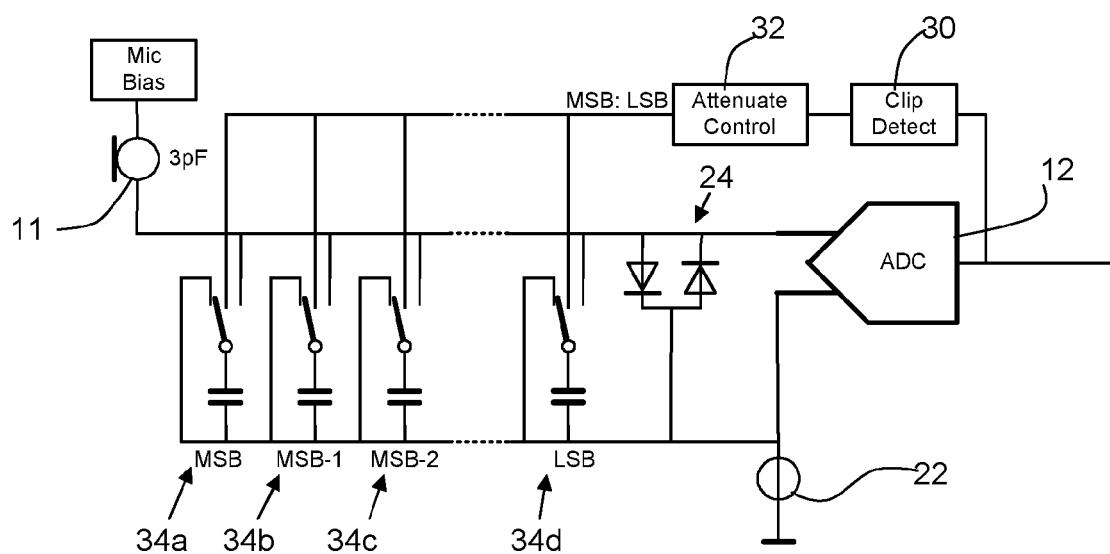 32
30
Mic
Bias
MSB: LSB
Attenuate
Control
Clip
Detect
3pF
11
24
12
ADC
MSB
MSB-1
MSB-2
LSB
22
34a
34b
34c
34d